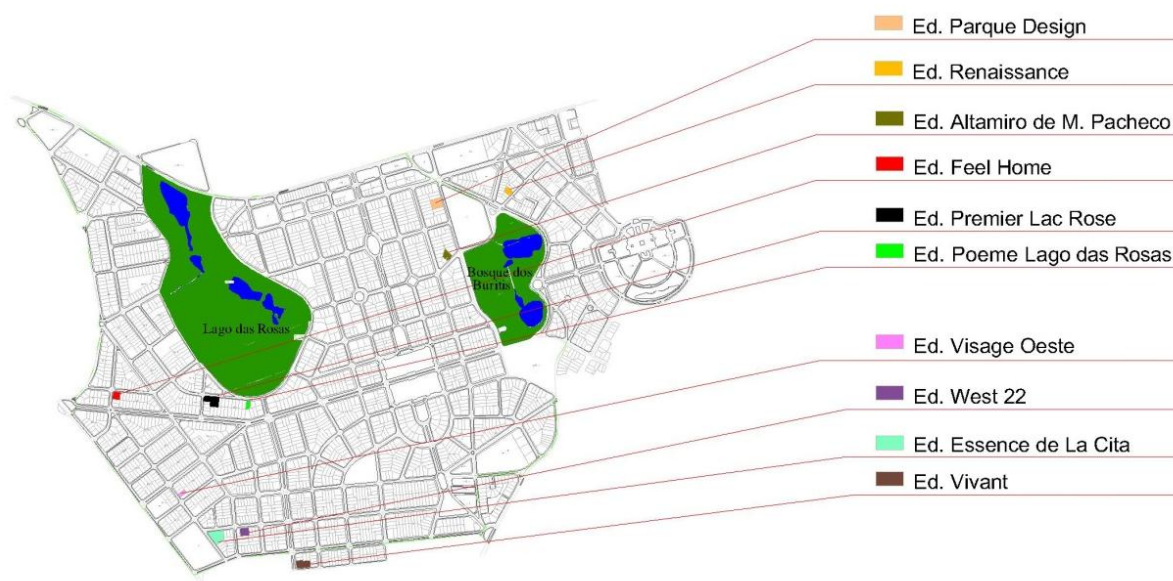 Ed. Parque Design
Ed. Renaissance
Ed. Altamiro de M. Pacheco
Ed. Feel Home
Ed. Premier Lac Rose
Ed. Poeme Lago das Rosas
Ed. Visage Oeste
Ed. West 22
Ed. Essence de La Cita
Ed. Vivant
Bosque dos
Buritis
Lago das Rosas